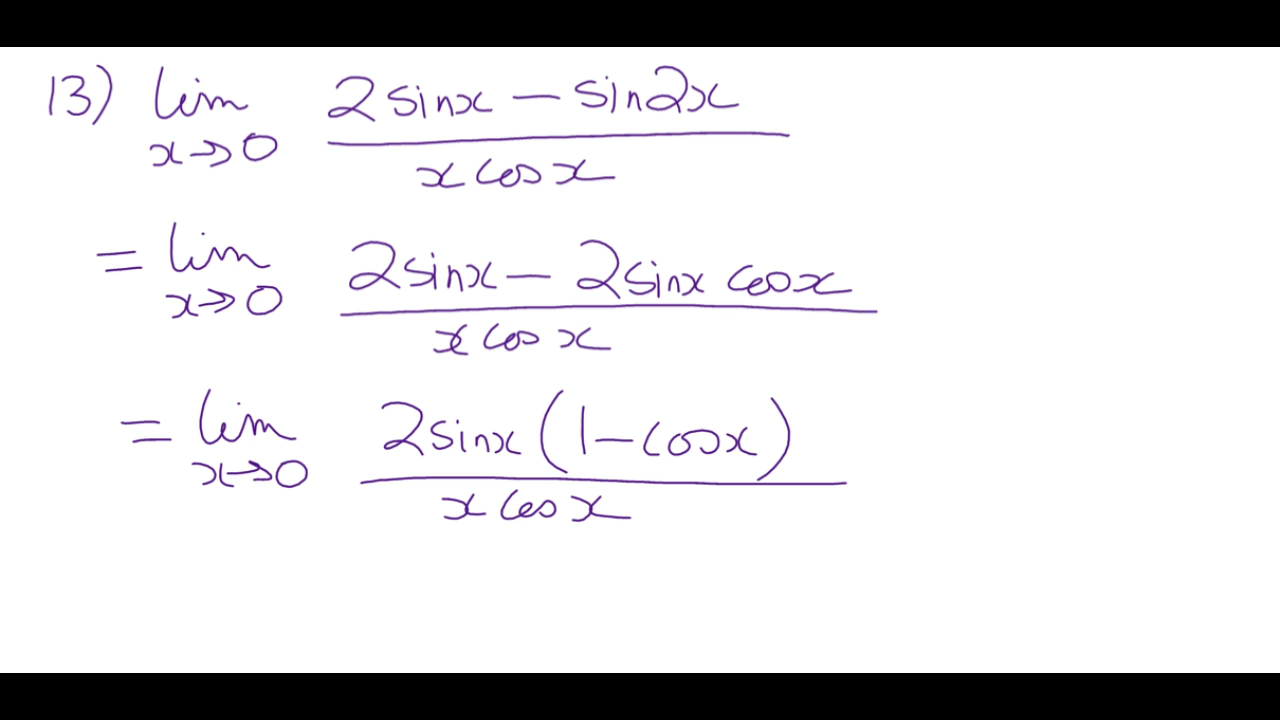 13) lim 2sinx − sin2x
x→0 x cos x
= lim 2sinx − 2sinx cosx
x→0 x cos x
= lim 2sinx (1−cosx)
x→0 x cos x